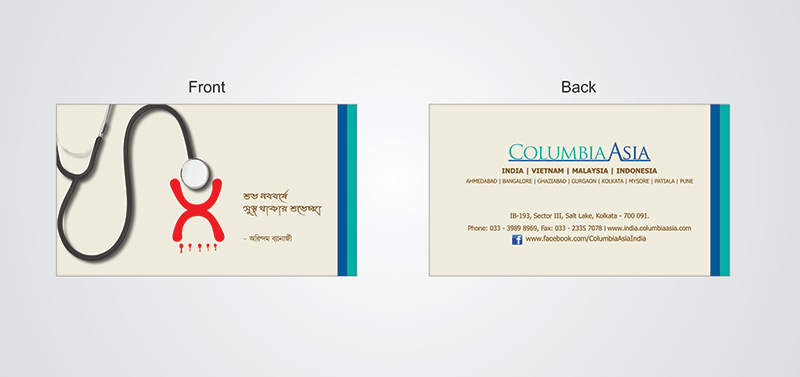 Front
শুভ নববর্ষে
সুস্থ থাকার শুভেচ্ছা
- অরিন্দম ব্যানার্জী
Back
COLUMBIA ASIA
INDIA | VIETNAM | MALAYSIA | INDONESIA
AHMEDABAD | BANGALORE | GHAZIABAD | GURGAON | KOLKATA | MYSORE | PATIALA | PUNE
IB-193, Sector III, Salt Lake, Kolkata - 700 091.
Phone: 033 - 3989 8969, Fax: 033 - 2335 7078 | www.india.columbiaasia.com
www.facebook.com/ColumbiaAsiaIndia